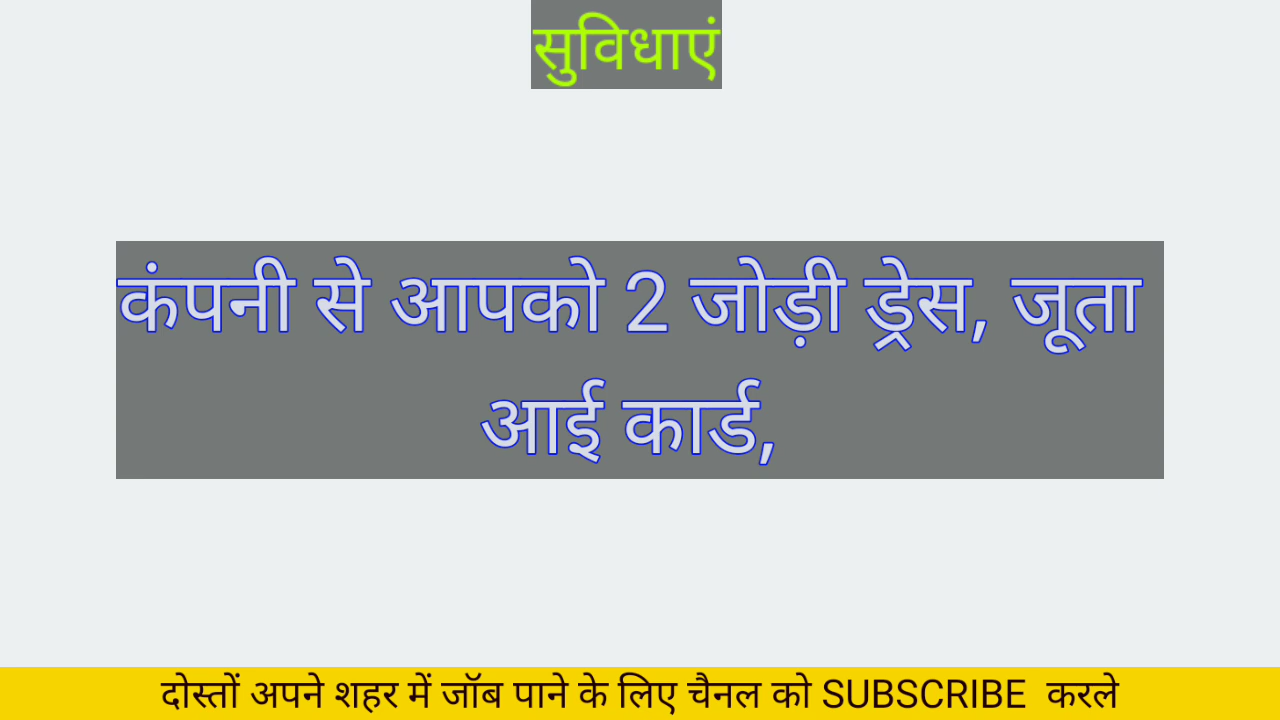 सुविधाएं
कंपनी से आपको 2 जोड़ी ड्रेस, जूता
आई कार्ड,
दोस्तों अपने शहर में जॉब पाने के लिए चैनल को SUBSCRIBE करले